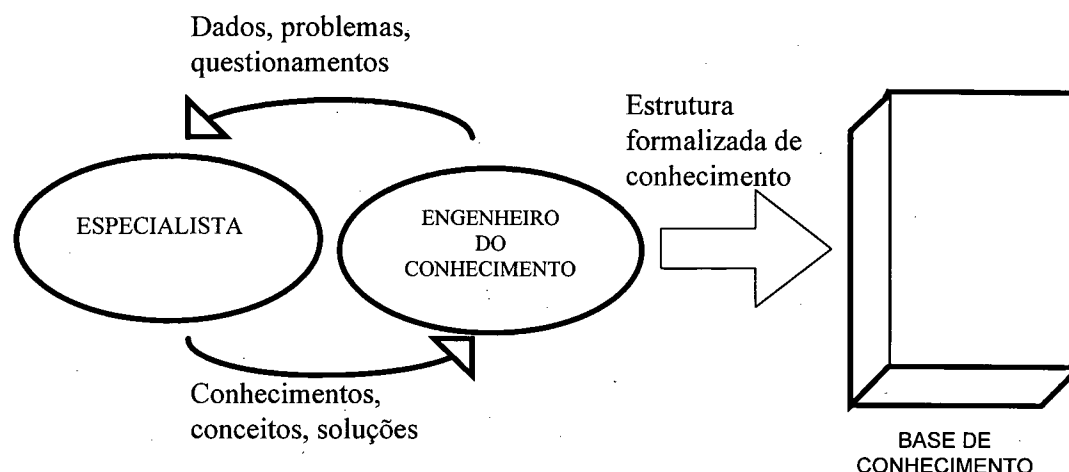 Dados, problemas,
questionamentos
Estrutura
formalizada de
conhecimento
ESPECIALISTA
ENGENHEIRO
DO
CONHECIMENTO
Conhecimentos,
conceitos, soluções
BASE DE
CONHECIMENTO